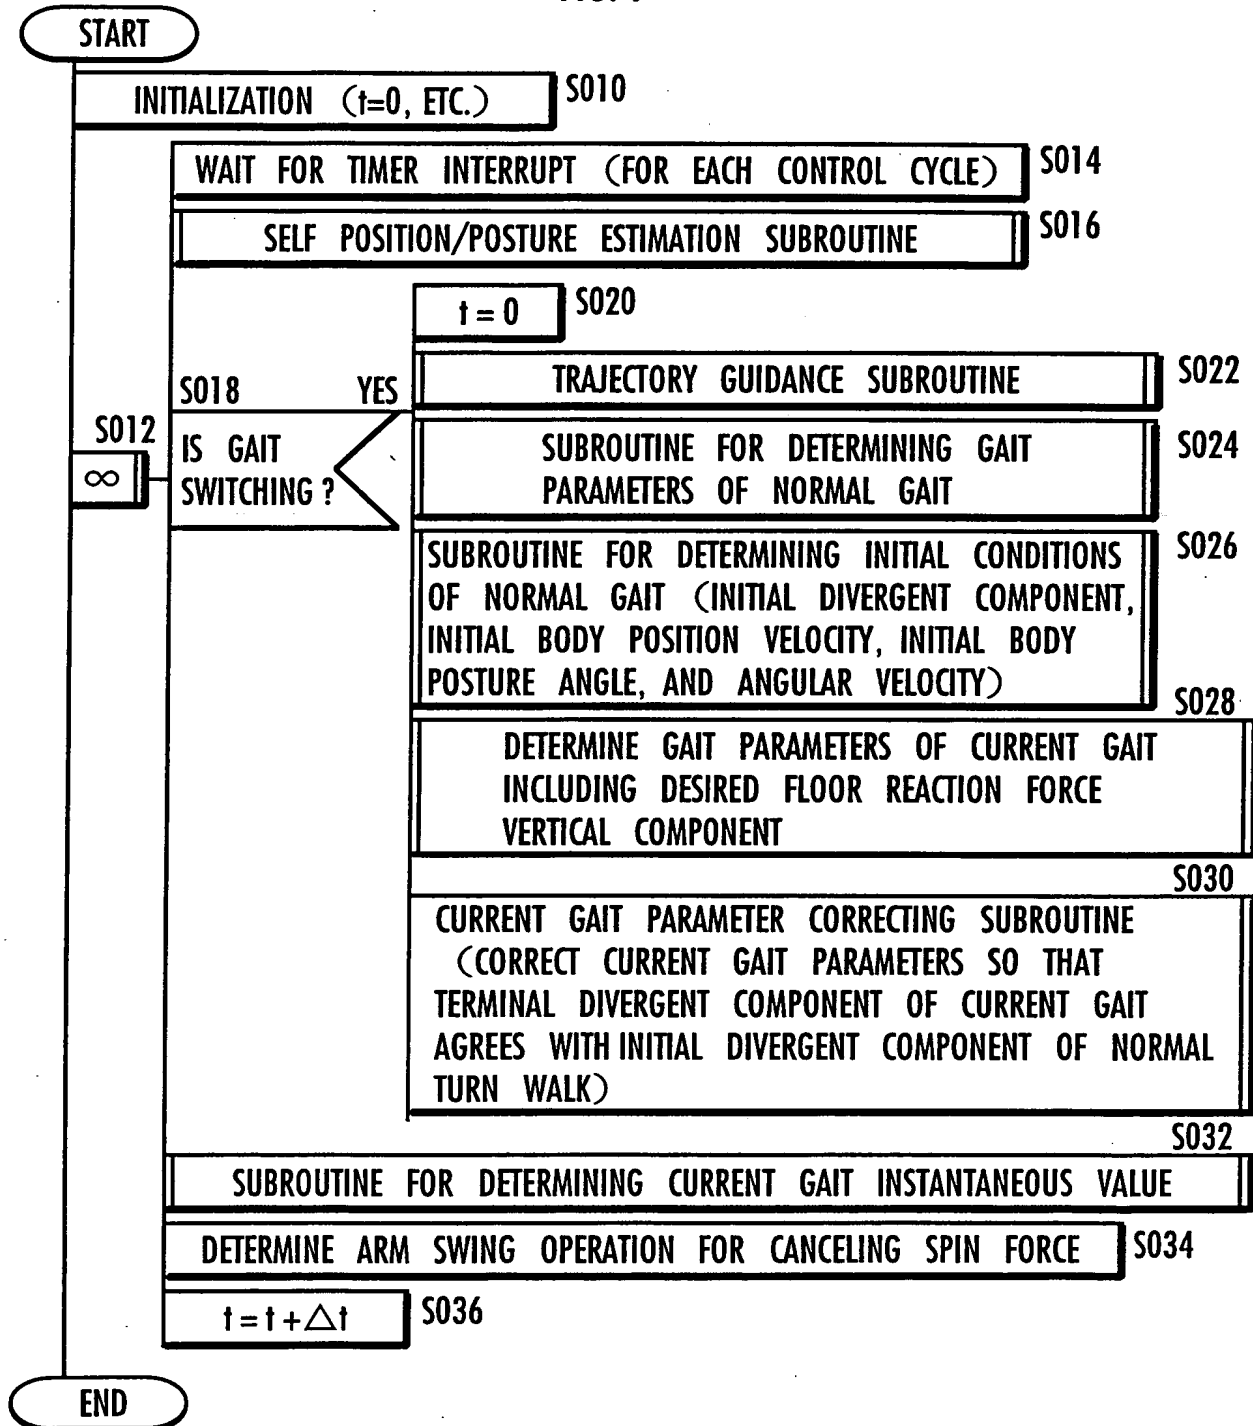 START
INITIALIZATION (t=0, ETC.)
S010
WAIT FOR TIMER INTERRUPT (FOR EACH CONTROL CYCLE)
S014
SELF POSITION/POSTURE ESTIMATION SUBROUTINE
S016
t = 0
S020
TRAJECTORY GUIDANCE SUBROUTINE
S022
S018
YES
S012
∞
IS GAIT
SWITCHING ?
SUBROUTINE FOR DETERMINING GAIT
PARAMETERS OF NORMAL GAIT
S024
SUBROUTINE FOR DETERMINING INITIAL CONDITIONS
OF NORMAL GAIT (INITIAL DIVERGENT COMPONENT,
INITIAL BODY POSITION VELOCITY, INITIAL BODY
POSTURE ANGLE, AND ANGULAR VELOCITY)
S026
S028
DETERMINE GAIT PARAMETERS OF CURRENT GAIT
INCLUDING DESIRED FLOOR REACTION FORCE
VERTICAL COMPONENT
S030
CURRENT GAIT PARAMETER CORRECTING SUBROUTINE
(CORRECT CURRENT GAIT PARAMETERS SO THAT
TERMINAL DIVERGENT COMPONENT OF CURRENT GAIT
AGREES WITH INITIAL DIVERGENT COMPONENT OF NORMAL
TURN WALK)
S032
SUBROUTINE FOR DETERMINING CURRENT GAIT INSTANTANEOUS VALUE
DETERMINE ARM SWING OPERATION FOR CANCELING SPIN FORCE
S034
t = t + △t
S036
END